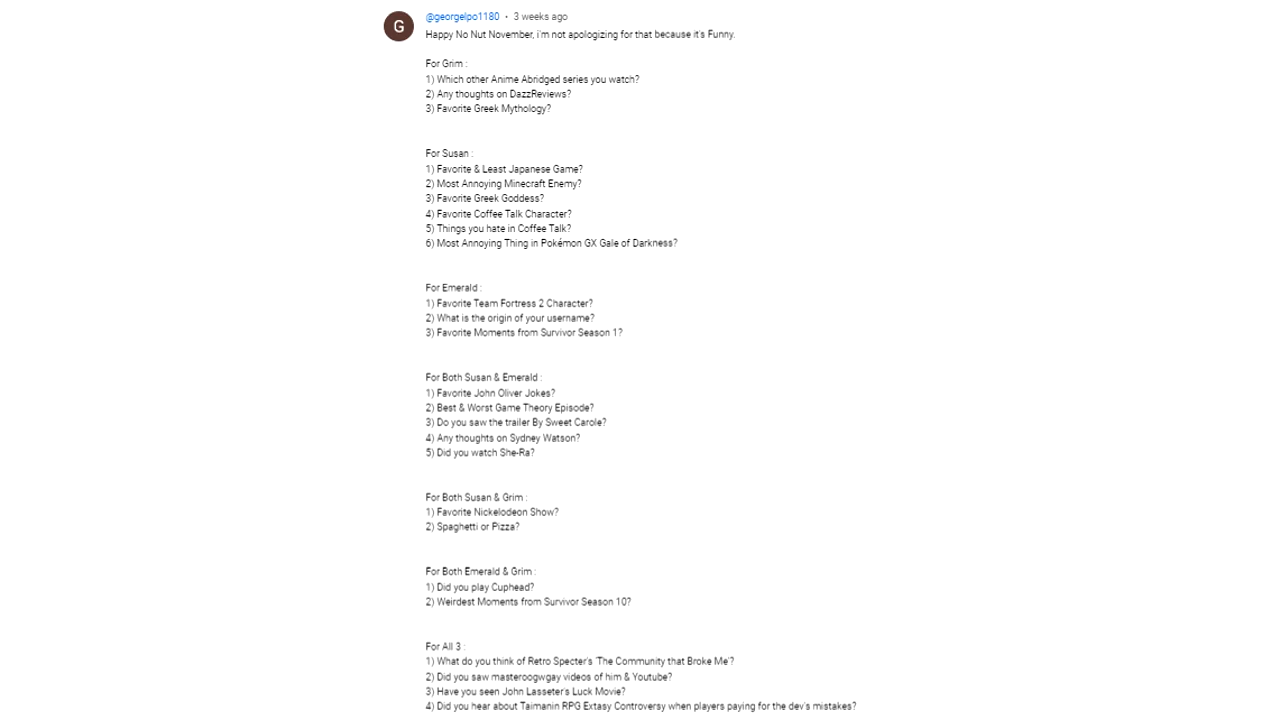 G
@georgelpo1180 • 3 weeks ago
Happy No Nut November, i'm not apologizing for that because it's Funny.
For Grim :
1) Which other Anime Abridged series you watch?
2) Any thoughts on DazzReviews?
3) Favorite Greek Mythology?
For Susan :
1) Favorite & Least Japanese Game?
2) Most Annoying Minecraft Enemy?
3) Favorite Greek Goddess?
4) Favorite Coffee Talk Character?
5) Things you hate in Coffee Talk?
6) Most Annoying Thing in Pokémon GX Gale of Darkness?
For Emerald :
1) Favorite Team Fortress 2 Character?
2) What is the origin of your username?
3) Favorite Moments from Survivor Season 1?
For Both Susan & Emerald :
1) Favorite John Oliver Jokes?
2) Best & Worst Game Theory Episode?
3) Do you saw the trailer By Sweet Carole?
4) Any thoughts on Sydney Watson?
5) Did you watch She-Ra?
For Both Susan & Grim :
1) Favorite Nickelodeon Show?
2) Spaghetti or Pizza?
For Both Emerald & Grim :
1) Did you play Cuphead?
2) Weirdest Moments from Survivor Season 10?
For All 3 :
1) What do you think of Retro Specter's 'The Community that Broke Me'?
2) Did you saw masteroogwgay videos of him & Youtube?
3) Have you seen John Lasseter's Luck Movie?
4) Did you hear about Taimanin RPG Extasy Controversy when players paying for the dev's mistakes?